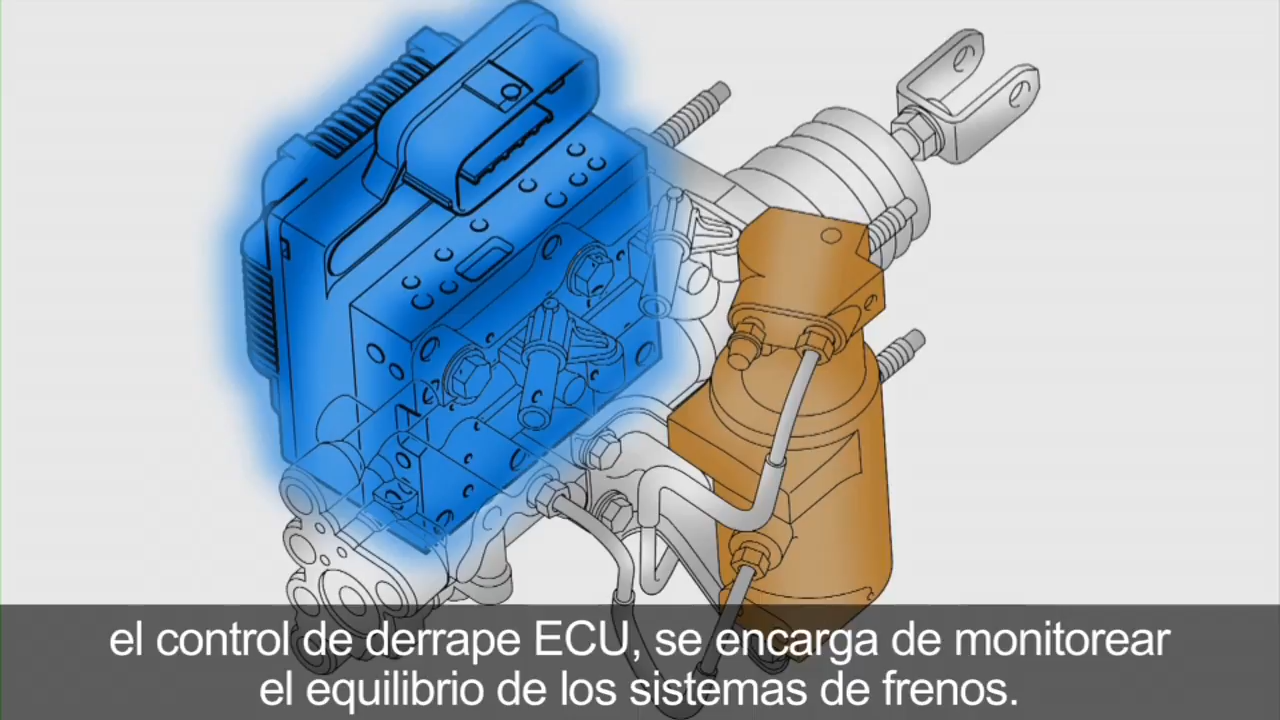 el control de derrape ECU, se encarga de monitorear
el equilibrio de los sistemas de frenos.